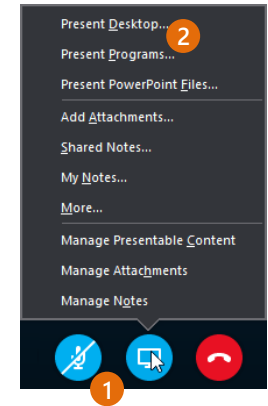 Present Desktop...
2
Present Programs...
Present PowerPoint Files...
Add Attachments...
Shared Notes...
My Notes...
More...
Manage Presentable Content
Manage Attachments
Manage Notes
1